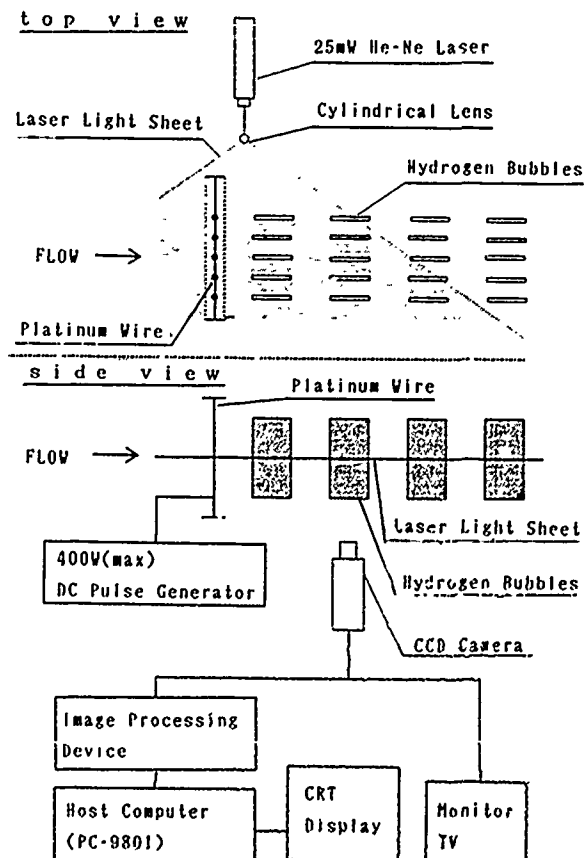 top view
25mW He-Ne Laser
Laser Light Sheet
Cylindrical Lens
Hydrogen Bubbles
FLOW
Platinum Wire
side view
Platinum Wire
FLOW
Laser Light Sheet
400W(max)
DC Pulse Generator
Hydrogen Bubbles
CCD Camera
Image Processing
Device
Host Computer
(PC-9801)
CRT
Display
Monitor
TV